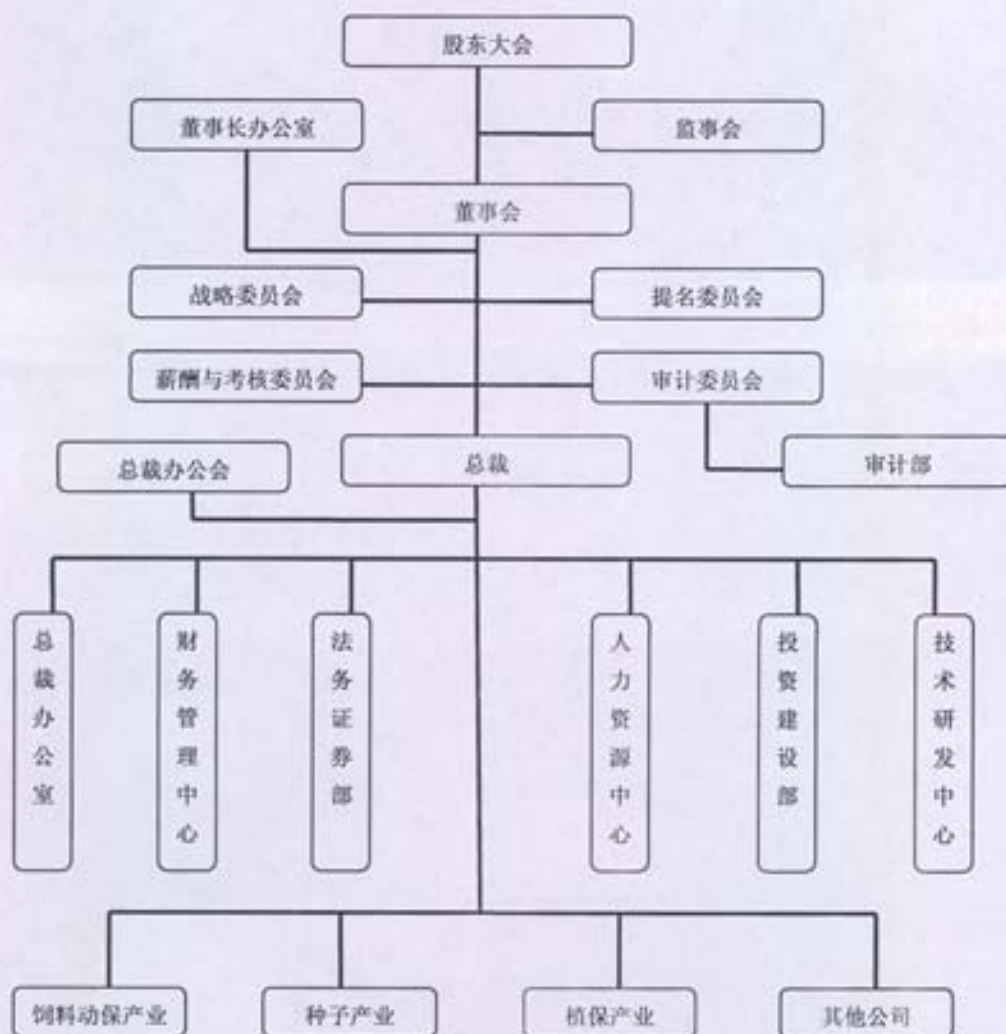 股东大会
董事长办公室
监事会
董事会
战略委员会
提名委员会
薪酬与考核委员会
审计委员会
总裁办公会
总裁
审计部
总裁办公室
财务管理中心
法务证券部
人力资源中心
投资建设部
技术研发中心
饲料动保产业
种子产业
植保产业
其他公司